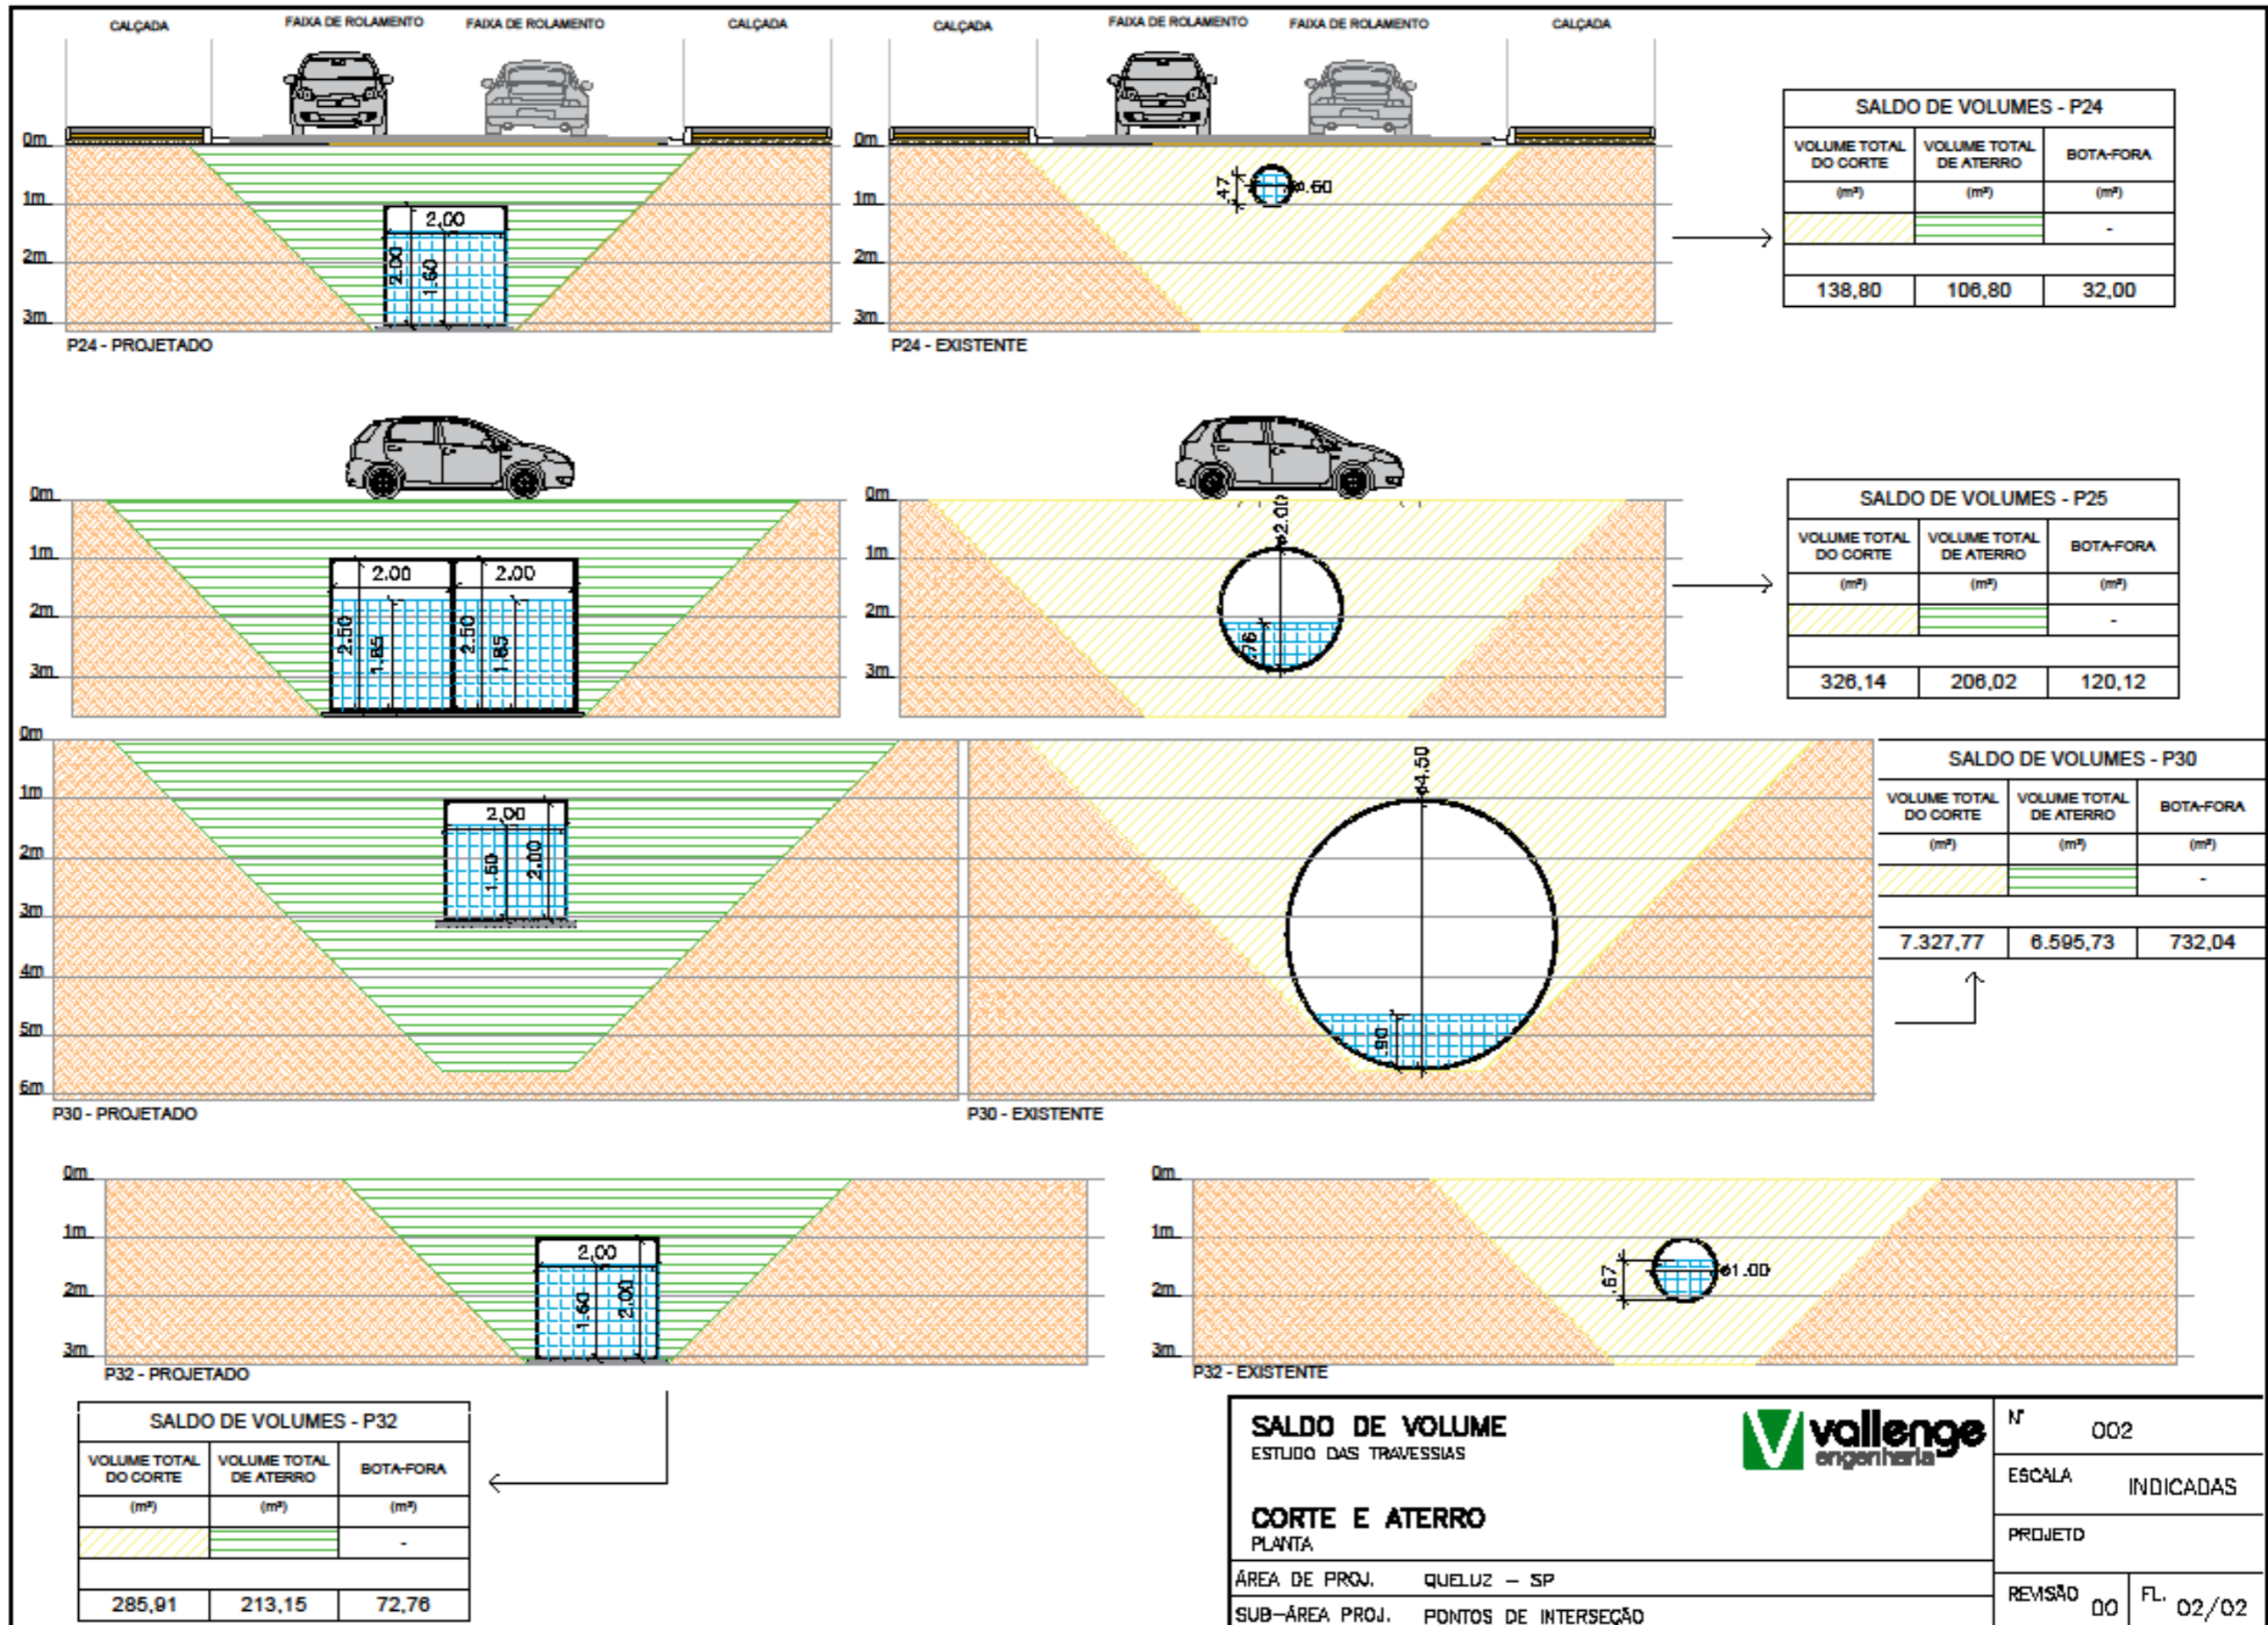 CALÇADA FAIXA DE ROLAMENTO FAIXA DE ROLAMENTO CALÇADA
CALÇADA FAIXA DE ROLAMENTO FAIXA DE ROLAMENTO CALÇADA
0m
1m
2m
3m
2.00
2.00
1.60
P24 - PROJETADO
0m
1m
2m
3m
.47
ø.60
P24 - EXISTENTE
SALDO DE VOLUMES - P24
VOLUME TOTAL DO CORTE VOLUME TOTAL DE ATERRO BOTA-FORA
(m³) (m³) (m³)
-
138,80 106,80 32,00
0m
1m
2m
3m
2.00 2.00
2.50 1.85 2.50 1.85
0m
1m
2m
3m
ø2.00
.76
SALDO DE VOLUMES - P25
VOLUME TOTAL DO CORTE VOLUME TOTAL DE ATERRO BOTA-FORA
(m³) (m³) (m³)
-
326,14 206,02 120,12
0m
1m
2m
3m
4m
5m
6m
2.00
1.60 2.00
P30 - PROJETADO
ø4.50
P30 - EXISTENTE
SALDO DE VOLUMES - P30
VOLUME TOTAL DO CORTE VOLUME TOTAL DE ATERRO BOTA-FORA
(m³) (m³) (m³)
-
7.327,77 6.595,73 732,04
0m
1m
2m
3m
2.00
1.60 2.00
P32 - PROJETADO
0m
1m
2m
3m
.67
ø1.00
P32 - EXISTENTE
SALDO DE VOLUMES - P32
VOLUME TOTAL DO CORTE VOLUME TOTAL DE ATERRO BOTA-FORA
(m³) (m³) (m³)
-
285,91 213,15 72,76
SALDO DE VOLUME
ESTUDO DAS TRAVESSIAS
CORTE E ATERRO
PLANTA
vallenge
engenharia
ÁREA DE PROJ. QUELUZ - SP
SUB-ÁREA PROJ. PONTOS DE INTERSEÇÃO
N° 002
ESCALA INDICADAS
PROJETO
REVISÃO 00 FL. 02/02